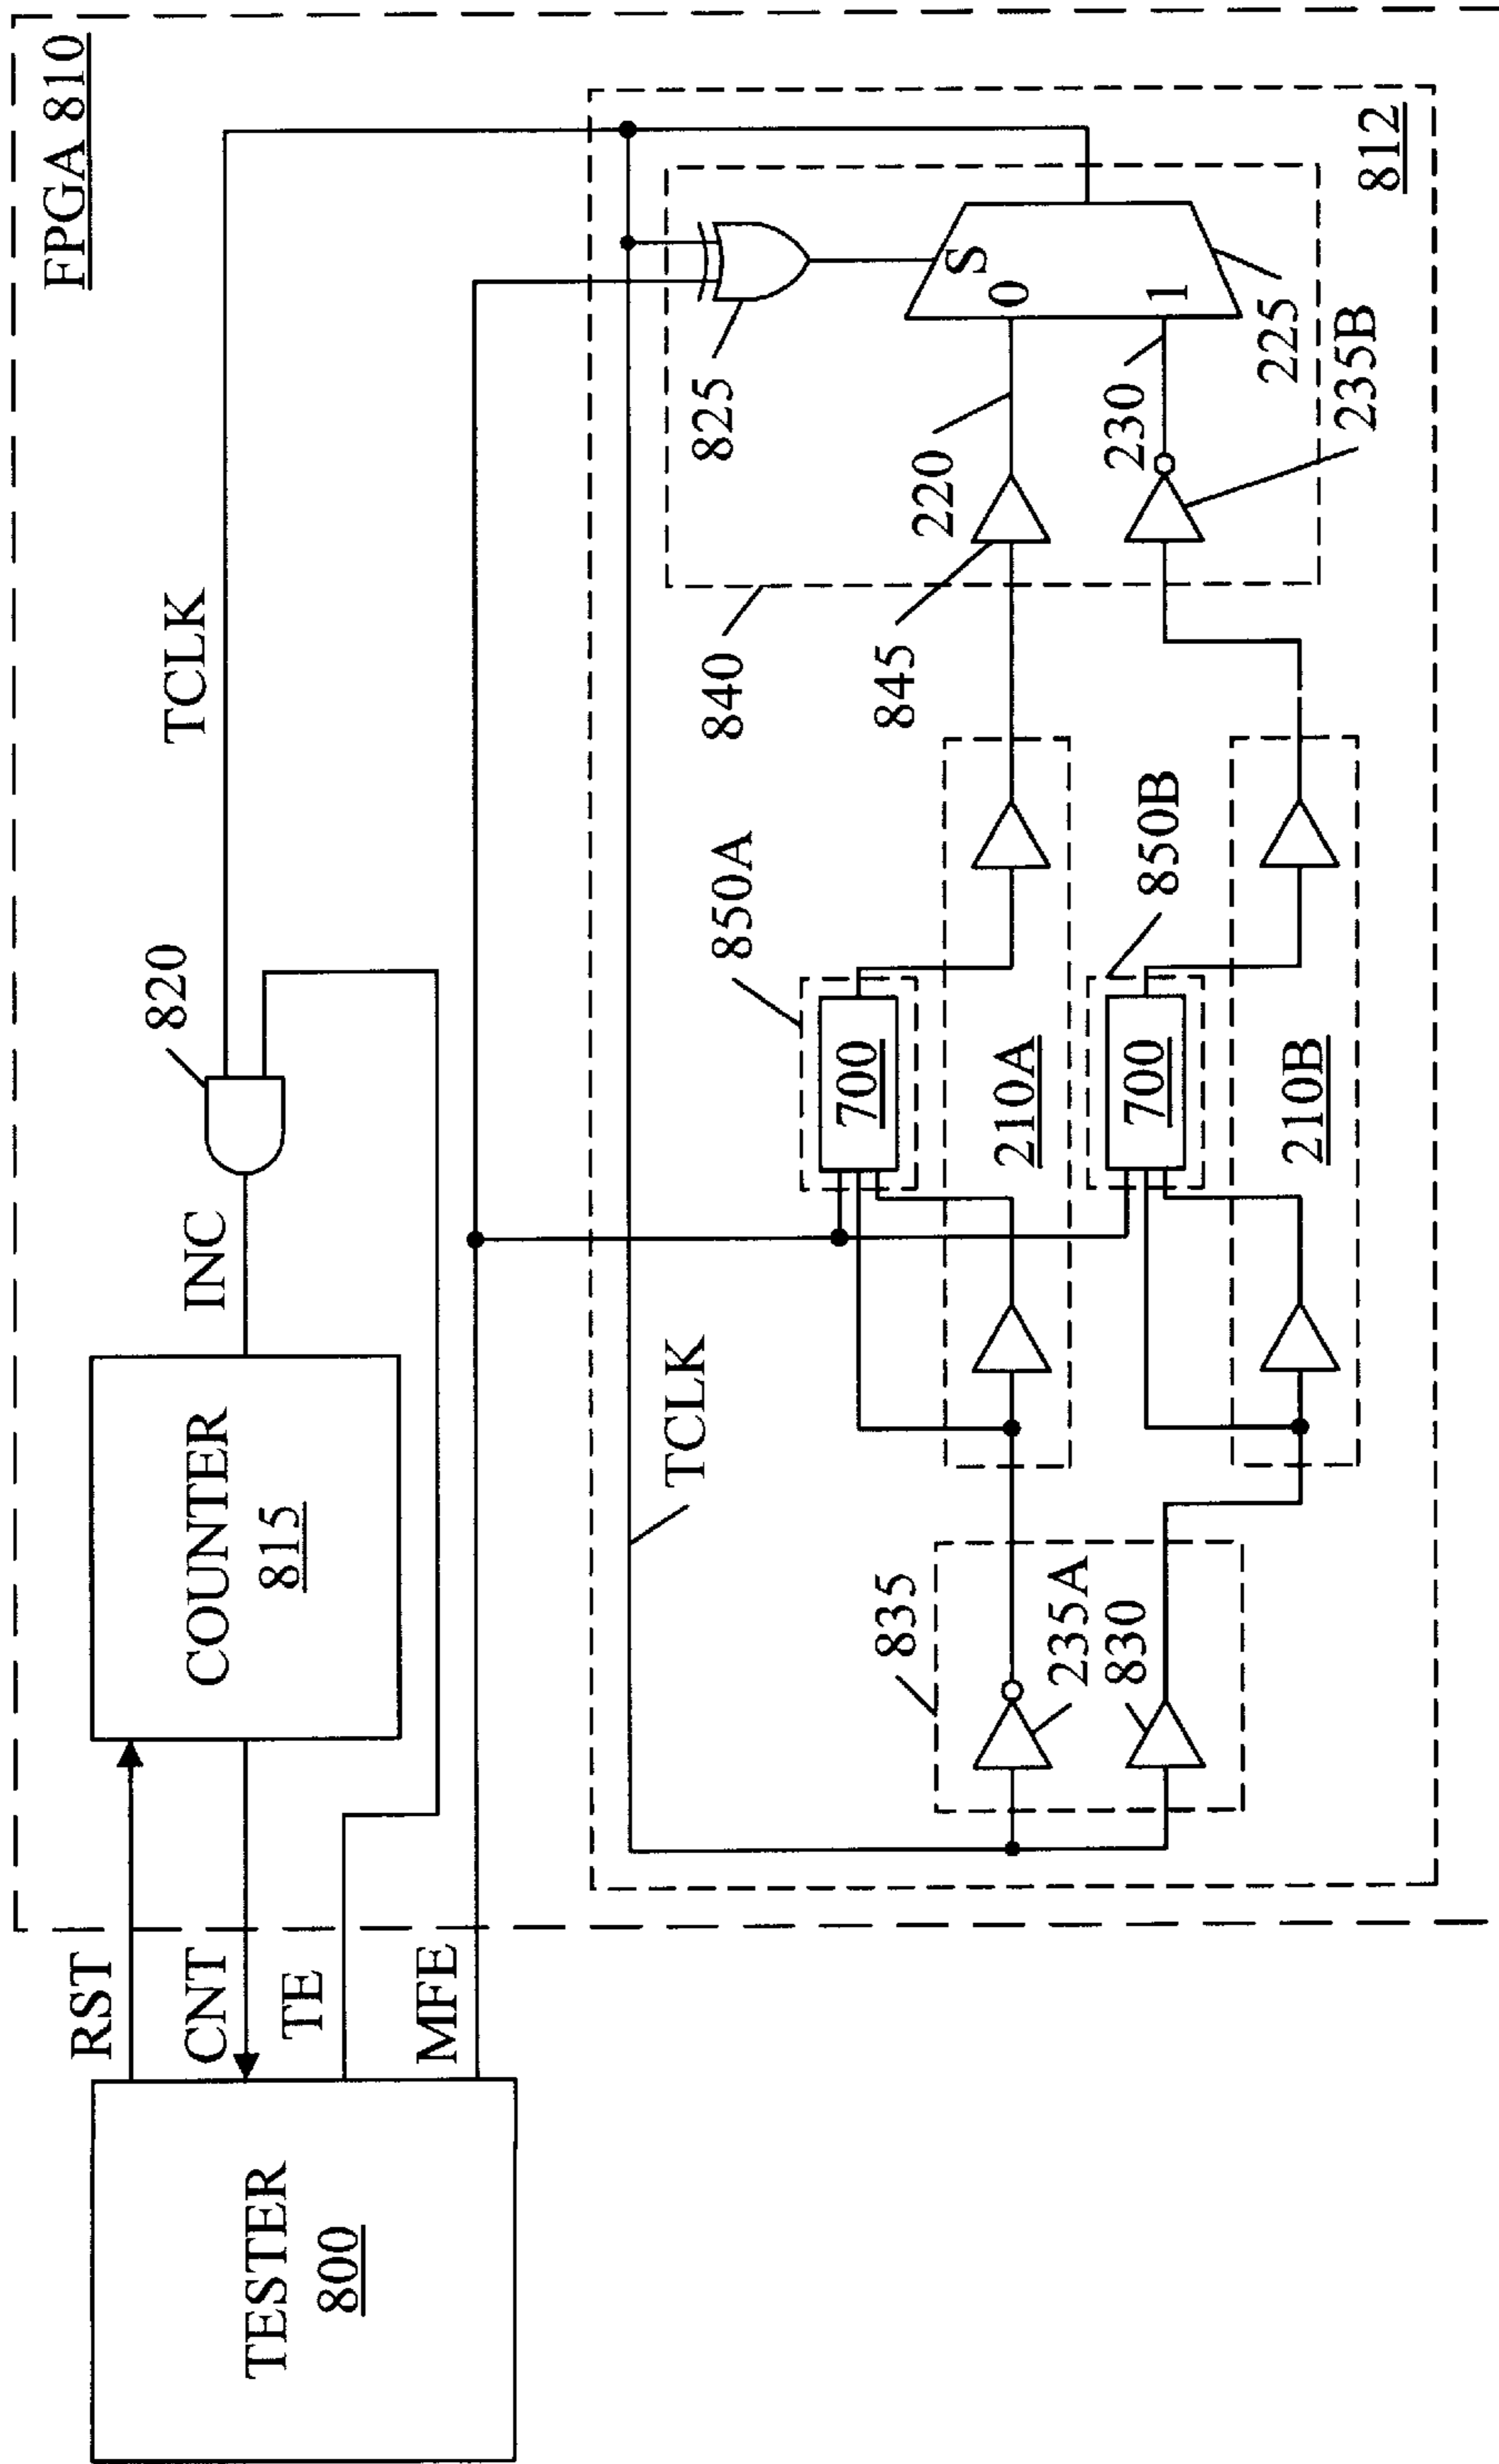 FPGA 810
TESTER
800
RST
CNT
TE
MFE
COUNTER
815
INC
820
TCLK
TCLK
825
840
845
220
230
S
0
1
225
235B
812
850A
700
210A
850B
700
210B
835
235A
830